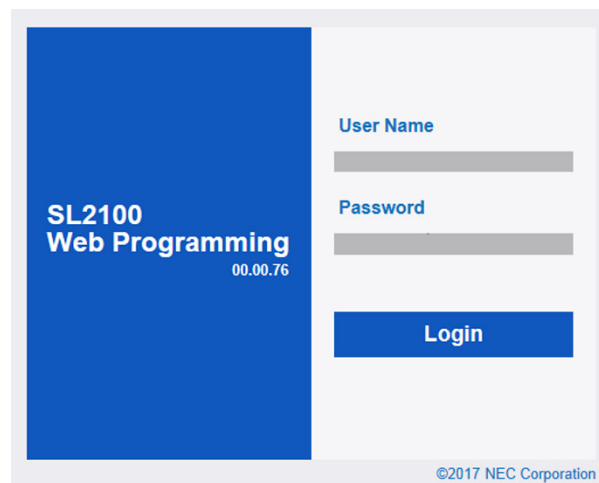 SL2100
Web Programming
00.00.76
User Name
Password
Login
©2017 NEC Corporation